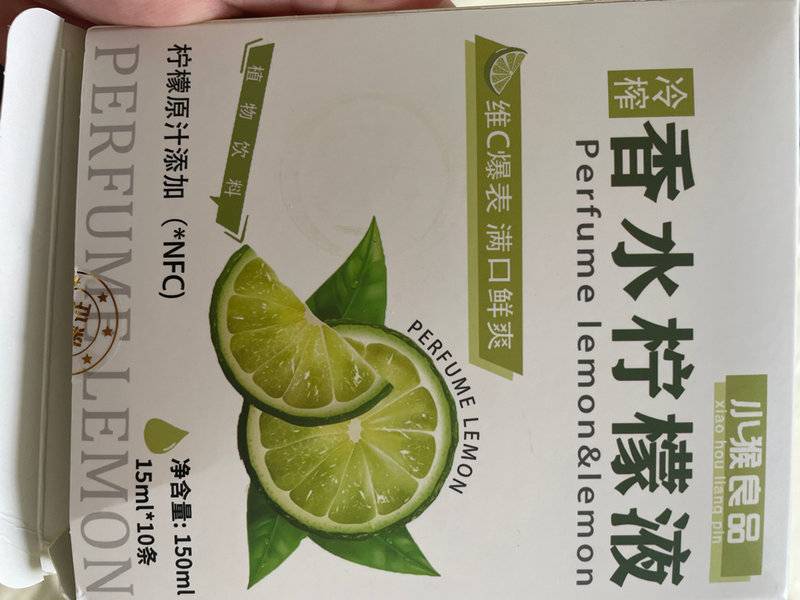 小猴良品
xiao hou liang pin
冷榨
香水柠檬液
Perfume lemon&lemon
维C爆表 满口鲜爽
PERFUME LEMON
植物饮料
柠檬原汁添加（*NFC)
净含量: 150ml
15ml*10条
PERFUME LEMON